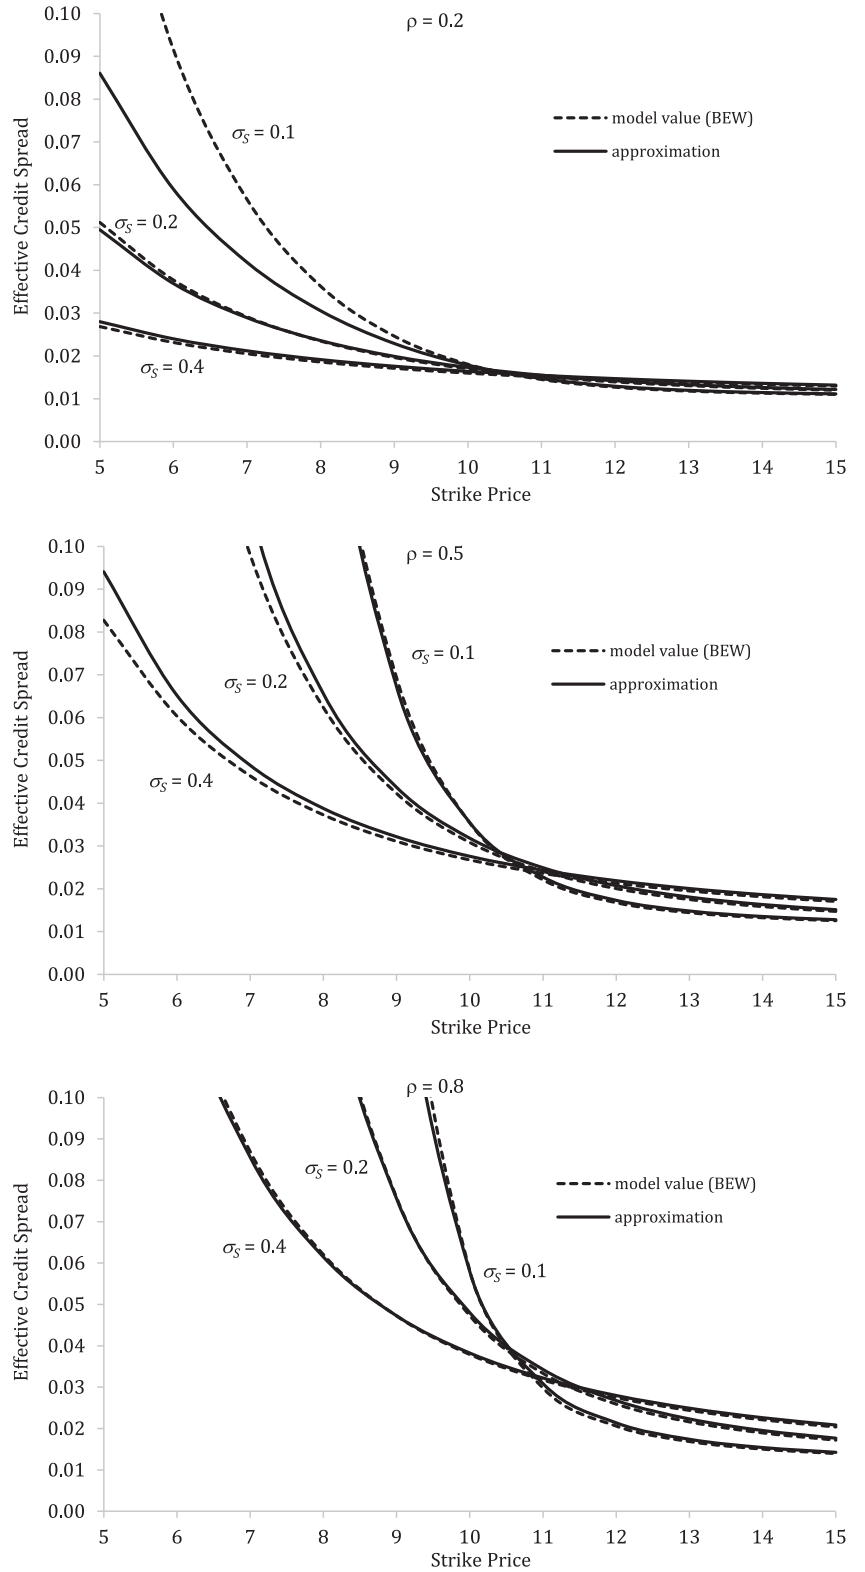 ρ = 0.2
0.10
0.09
0.08
0.07
0.06
0.05
0.04
0.03
0.02
0.01
0.00
Effective Credit Spread
σS = 0.1
σS = 0.2
σS = 0.4
model value (BEW)
approximation
5 6 7 8 9 10 11 12 13 14 15
Strike Price
ρ = 0.5
0.10
0.09
0.08
0.07
0.06
0.05
0.04
0.03
0.02
0.01
0.00
Effective Credit Spread
σS = 0.1
σS = 0.2
σS = 0.4
model value (BEW)
approximation
5 6 7 8 9 10 11 12 13 14 15
Strike Price
ρ = 0.8
0.10
0.09
0.08
0.07
0.06
0.05
0.04
0.03
0.02
0.01
0.00
Effective Credit Spread
σS = 0.2
σS = 0.4
σS = 0.1
model value (BEW)
approximation
5 6 7 8 9 10 11 12 13 14 15
Strike Price